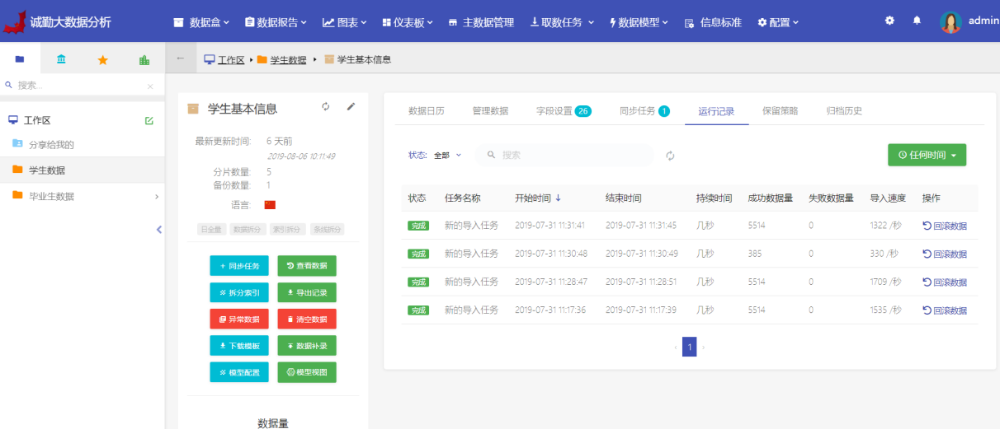 诚勤大数据分析 数据盒 数据报告 图表 仪表板 主数据管理 取数任务 数据模型 信息标准 配置 admin
← 工作区 学生数据 学生基本信息
搜索...
工作区
分享给我的
学生数据
毕业生数据
学生基本信息
最新更新时间: 6 天前
2019-08-06 10:11:49
分片数量: 5
备份数量: 1
语言:
日全量 数据拆分 索引拆分 条线拆分
+ 同步任务 查看数据
拆分索引 导出记录
异常数据 清空数据
下载模板 数据补录
模型配置 模型视图
数据量
数据日历 管理数据 字段设置 26 同步任务 1 运行记录 保留策略 归档历史
状态: 全部 搜索 任何时间
状态 任务名称 开始时间 ↓ 结束时间 持续时间 成功数据量 失败数据量 导入速度 操作
完成 新的导入任务 2019-07-31 11:31:41 2019-07-31 11:31:45 几秒 5514 0 1322 /秒 回滚数据
完成 新的导入任务 2019-07-31 11:30:48 2019-07-31 11:30:49 几秒 385 0 330 /秒 回滚数据
完成 新的导入任务 2019-07-31 11:28:47 2019-07-31 11:28:51 几秒 5514 0 1709 /秒 回滚数据
完成 新的导入任务 2019-07-31 11:17:36 2019-07-31 11:17:39 几秒 5514 0 1535 /秒 回滚数据
‹ 1 ›